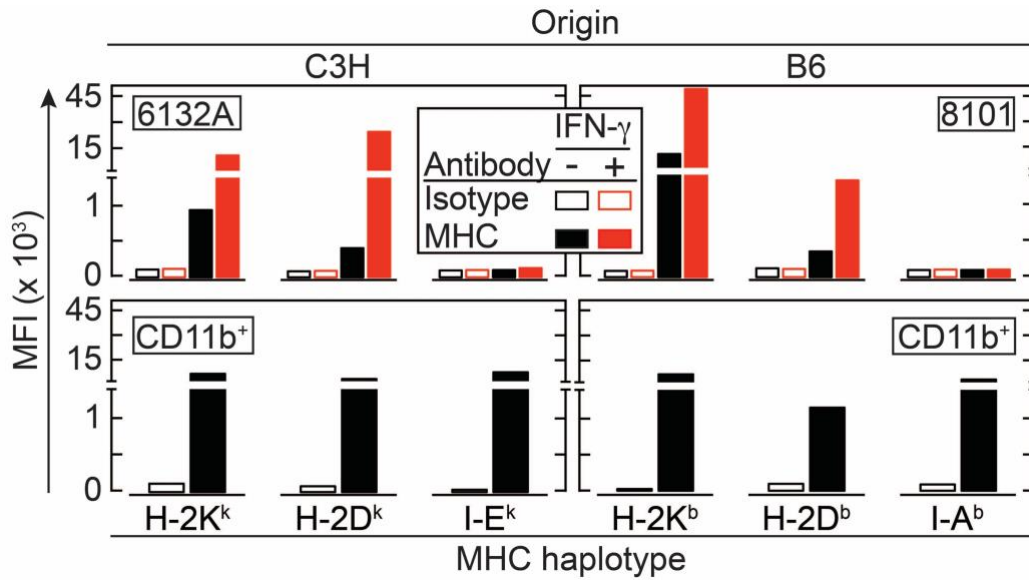 Origin
C3H B6
45 6132A 8101
15
1
0
IFN-γ
Antibody - +
Isotype
MHC
MFI (x 10³)
45 CD11b⁺ CD11b⁺
15
1
0
H-2Kᵏ H-2Dᵏ I-Eᵏ H-2Kᵇ H-2Dᵇ I-Aᵇ
MHC haplotype